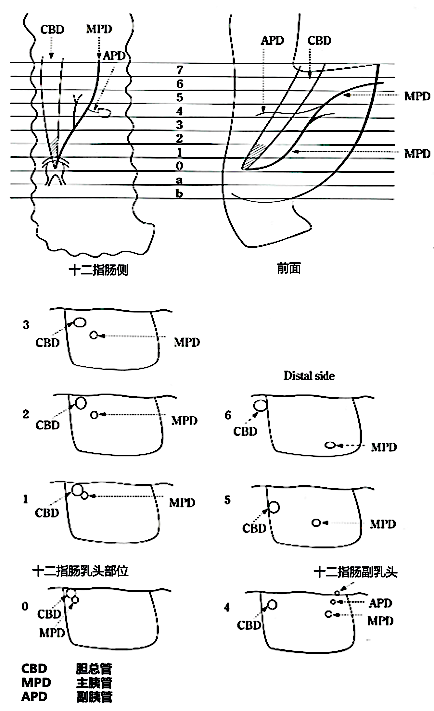 CBD MPD
APD
APD CBD
7
6
5
4
3
2
1
0
a
b
MPD
MPD
十二指肠侧
前面
3
CBD
MPD
2
CBD
MPD
Distal side
6
CBD
MPD
1
CBD
MPD
5
CBD
MPD
十二指肠乳头部位
十二指肠副乳头
0
CBD
MPD
4
APD
MPD
CBD
CBD 胆总管
MPD 主胰管
APD 副胰管